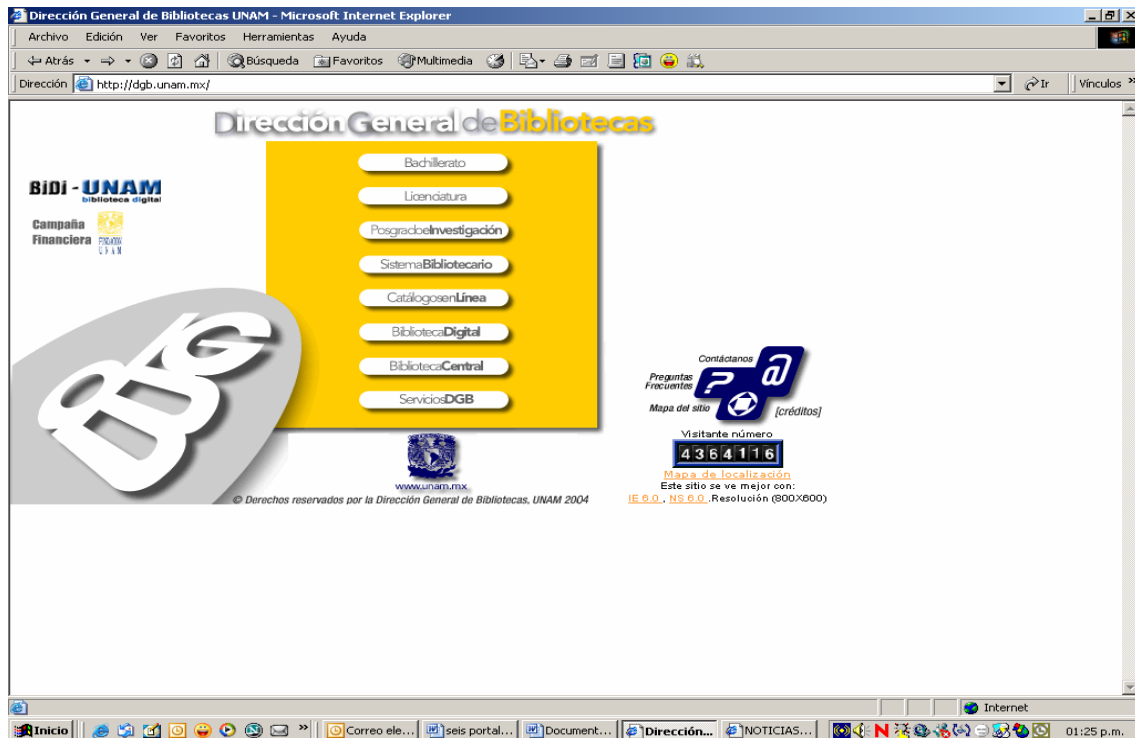 Dirección General de Bibliotecas UNAM - Microsoft Internet Explorer
Archivo Edición Ver Favoritos Herramientas Ayuda
Atrás Búsqueda Favoritos Multimedia
Dirección http://dgb.unam.mx/ Ir Vínculos »
Dirección General de Bibliotecas
BiDi - UNAM
biblioteca digital
Campaña
Financiera
FUNDACIÓN
UNAM
Bachillerato
Licenciatura
PosgradoeInvestigación
SistemaBibliotecario
CatálogosenLínea
BibliotecaDigital
BibliotecaCentral
ServiciosDGB
DGB
www.unam.mx
© Derechos reservados por la Dirección General de Bibliotecas, UNAM 2004
Contáctanos @
Preguntas
Frecuentes ?
Mapa del sitio
[créditos]
Visitante número
4364116
Mapa de localización
Este sitio se ve mejor con:
IE 6.0 , NS 6.0 .Resolución (800X600)
Internet
Inicio » Correo ele... seis portal... Document... Dirección... NOTICIAS... N 01:25 p.m.